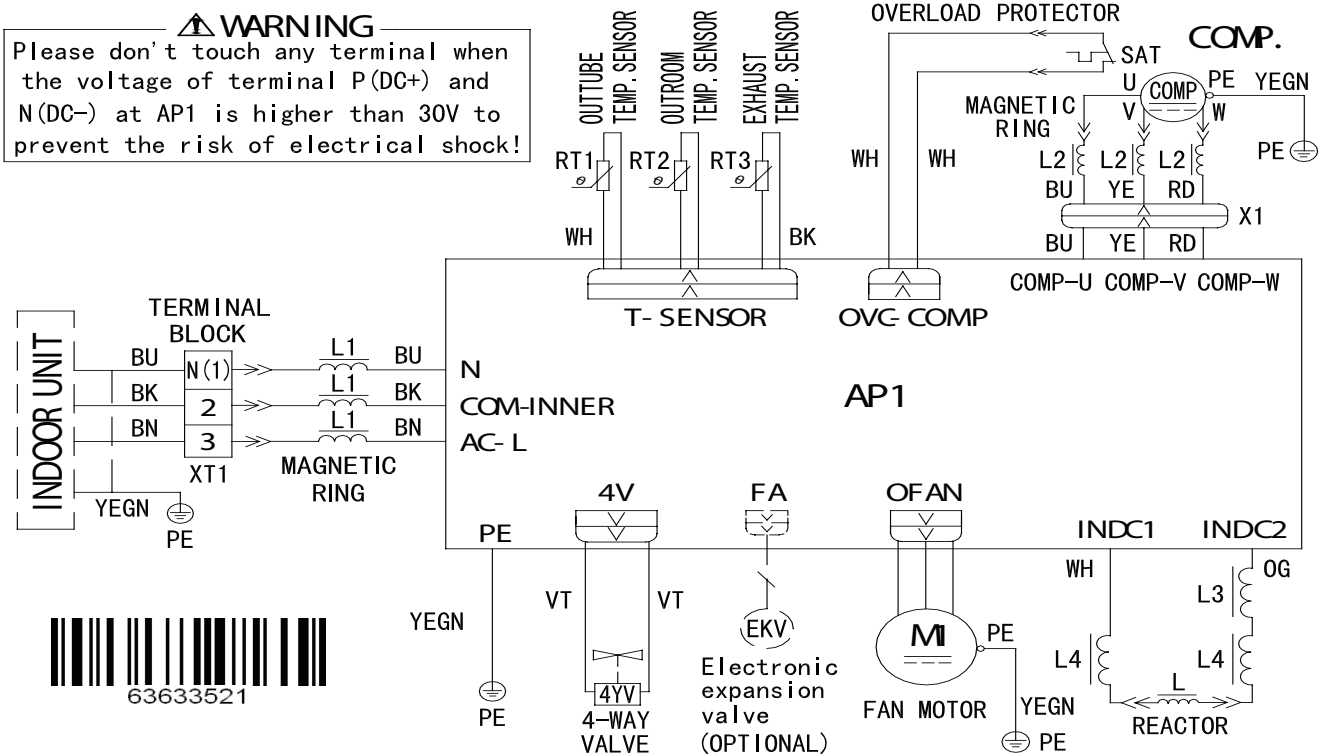 WARNING
Please don't touch any terminal when
the voltage of terminal P(DC+) and
N(DC-) at AP1 is higher than 30V to
prevent the risk of electrical shock!
OUTTUBE
TEMP. SENSOR
OUTROOM
TEMP. SENSOR
EXHAUST
TEMP. SENSOR
RT1
θ
RT2
θ
RT3
θ
WH
BK
OVERLOAD PROTECTOR
SAT
WH
WH
COMP.
U
COMP
PE
YEGN
V
W
MAGNETIC
RING
PE
L2
L2
L2
BU
YE
RD
X1
BU
YE
RD
COMP-U COMP-V COMP-W
T-SENSOR
OVC-COMP
AP1
INDOOR UNIT
TERMINAL
BLOCK
BU
N(1)
L1
BU
N
BK
2
L1
BK
COM-INNER
BN
3
L1
BN
AC-L
XT1
MAGNETIC
RING
YEGN
PE
PE
4V
FA
OFAN
INDC1
INDC2
YEGN
PE
VT
VT
4YV
4-WAY
VALVE
EKV
Electronic
expansion
valve
(OPTIONAL)
M1
PE
FAN MOTOR
YEGN
PE
WH
OG
L3
L4
L4
L
REACTOR
63633521